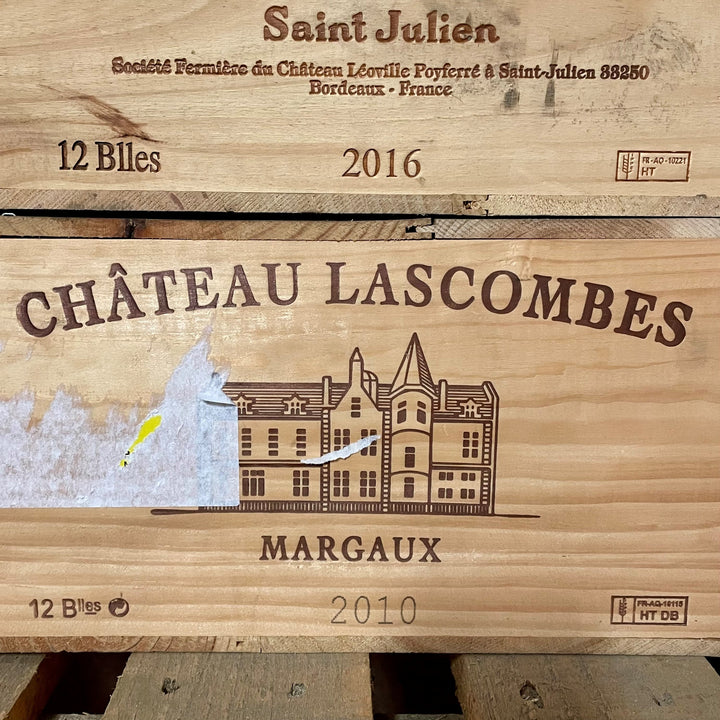 Saint Julien
Société Fermière du Château Léoville Poyferré à Saint-Julien 33250
Bordeaux - France
12 Blles
2016
FR-AO-10221
HT
CHÂTEAU LASCOMBES
MARGAUX
12 Blles
2010
FR-AQ-10115
HT DB